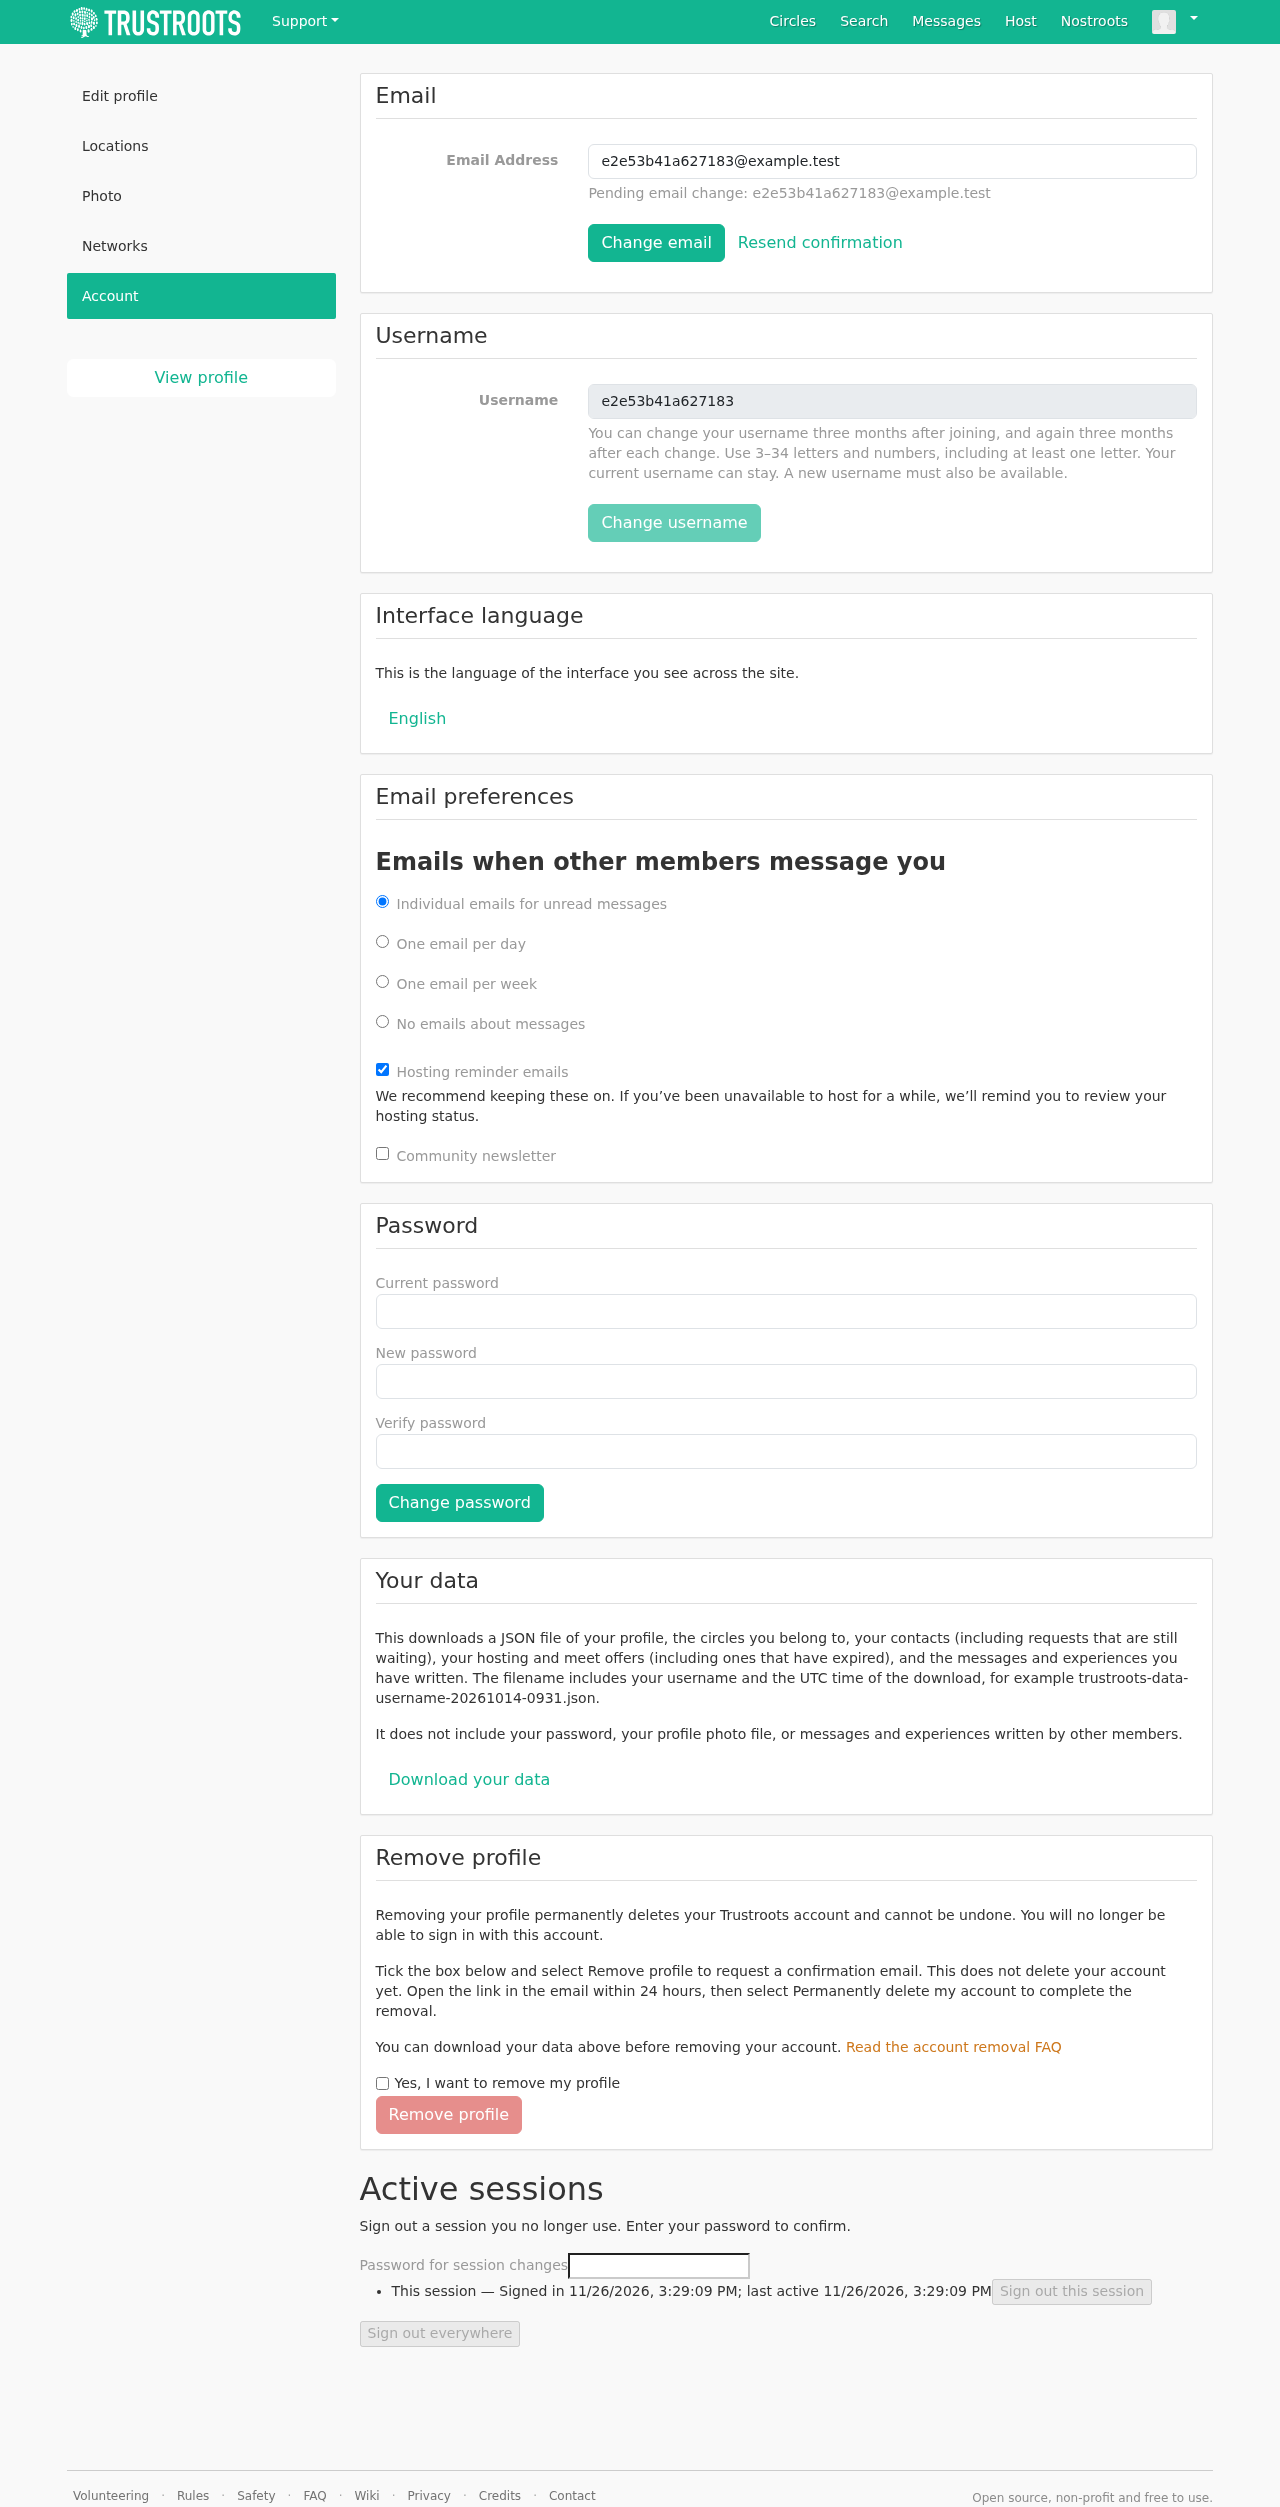 TRUSTROOTS Support Circles Search Messages Host Nostroots
Edit profile
Locations
Photo
Networks
Account
View profile
Email
Email Address e2e53b41a627183@example.test
Pending email change: e2e53b41a627183@example.test
Change email Resend confirmation
Username
Username e2e53b41a627183
You can change your username three months after joining, and again three months
after each change. Use 3–34 letters and numbers, including at least one letter. Your
current username can stay. A new username must also be available.
Change username
Interface language
This is the language of the interface you see across the site.
English
Email preferences
Emails when other members message you
Individual emails for unread messages
One email per day
One email per week
No emails about messages
Hosting reminder emails
We recommend keeping these on. If you’ve been unavailable to host for a while, we’ll remind you to review your
hosting status.
Community newsletter
Password
Current password
New password
Verify password
Change password
Your data
This downloads a JSON file of your profile, the circles you belong to, your contacts (including requests that are still
waiting), your hosting and meet offers (including ones that have expired), and the messages and experiences you
have written. The filename includes your username and the UTC time of the download, for example trustroots-data-
username-20261014-0931.json.
It does not include your password, your profile photo file, or messages and experiences written by other members.
Download your data
Remove profile
Removing your profile permanently deletes your Trustroots account and cannot be undone. You will no longer be
able to sign in with this account.
Tick the box below and select Remove profile to request a confirmation email. This does not delete your account
yet. Open the link in the email within 24 hours, then select Permanently delete my account to complete the
removal.
You can download your data above before removing your account. Read the account removal FAQ
Yes, I want to remove my profile
Remove profile
Active sessions
Sign out a session you no longer use. Enter your password to confirm.
Password for session changes
• This session — Signed in 11/26/2026, 3:29:09 PM; last active 11/26/2026, 3:29:09 PM Sign out this session
Sign out everywhere
Volunteering · Rules · Safety · FAQ · Wiki · Privacy · Credits · Contact Open source, non-profit and free to use.